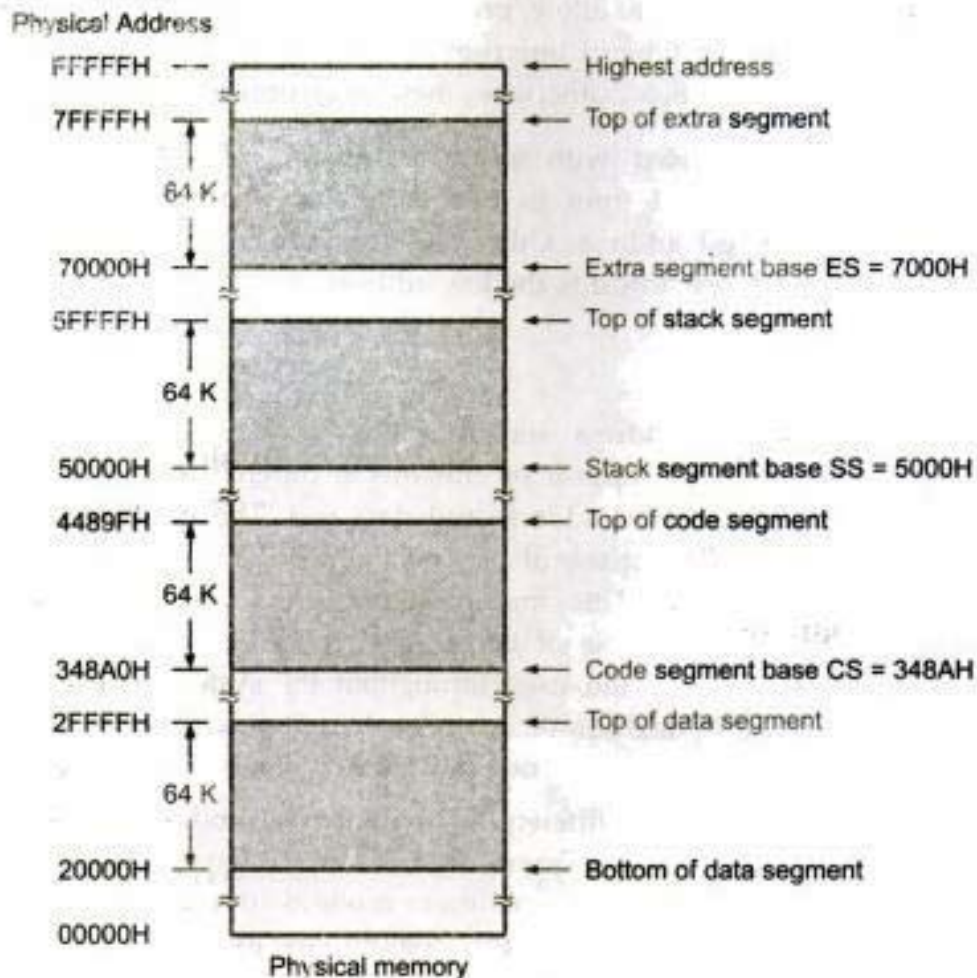 Physical Address
FFFFFH
Highest address
7FFFFH
Top of extra segment
64 K
70000H
Extra segment base ES = 7000H
5FFFFH
Top of stack segment
64 K
50000H
Stack segment base SS = 5000H
4489FH
Top of code segment
64 K
348A0H
Code segment base CS = 348AH
2FFFFH
Top of data segment
64 K
20000H
Bottom of data segment
00000H
Physical memory